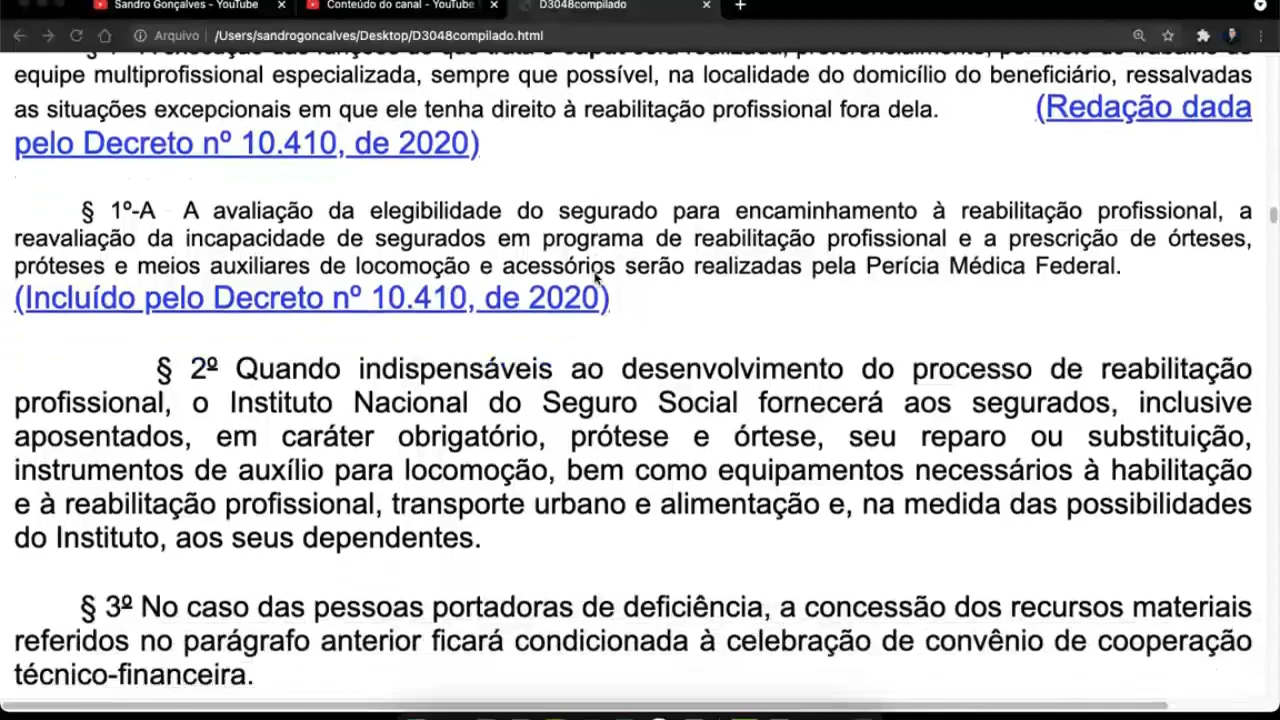 Sandro Gonçalves - YouTube
Conteúdo do canal - YouTube
D3048compilado
Arquivo | /Users/sandrogoncalves/Desktop/D3048compilado.html
equipe multiprofissional especializada, sempre que possível, na localidade do domicílio do beneficiário, ressalvadas
as situações excepcionais em que ele tenha direito à reabilitação profissional fora dela. (Redação dada
pelo Decreto nº 10.410, de 2020)
§ 1º-A A avaliação da elegibilidade do segurado para encaminhamento à reabilitação profissional, a
reavaliação da incapacidade de segurados em programa de reabilitação profissional e a prescrição de órteses,
próteses e meios auxiliares de locomoção e acessórios serão realizadas pela Perícia Médica Federal.
(Incluído pelo Decreto nº 10.410, de 2020)
§ 2º Quando indispensáveis ao desenvolvimento do processo de reabilitação
profissional, o Instituto Nacional do Seguro Social fornecerá aos segurados, inclusive
aposentados, em caráter obrigatório, prótese e órtese, seu reparo ou substituição,
instrumentos de auxílio para locomoção, bem como equipamentos necessários à habilitação
e à reabilitação profissional, transporte urbano e alimentação e, na medida das possibilidades
do Instituto, aos seus dependentes.
§ 3º No caso das pessoas portadoras de deficiência, a concessão dos recursos materiais
referidos no parágrafo anterior ficará condicionada à celebração de convênio de cooperação
técnico-financeira.